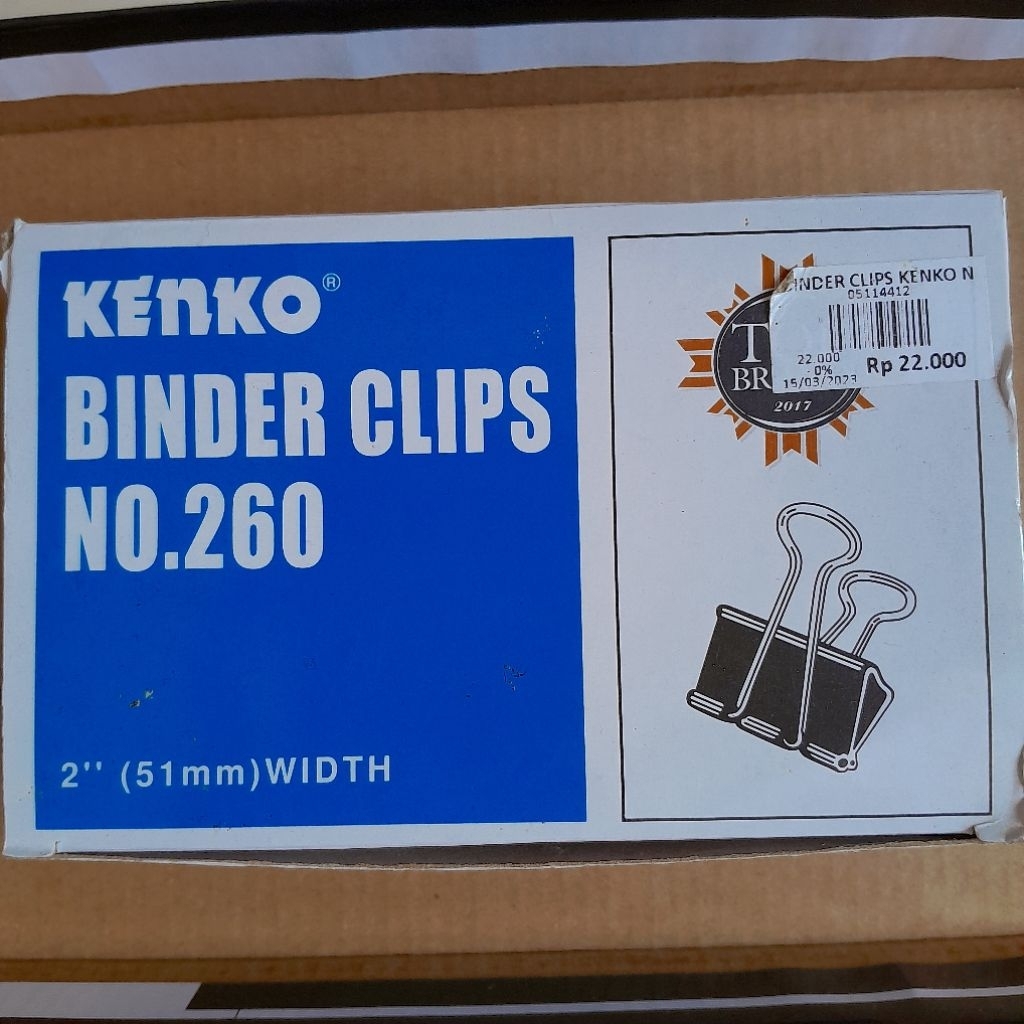 KENKO®
BINDER CLIPS
NO.260
2'' (51mm)WIDTH
BINDER CLIPS KENKO N
05114412
22.000
- 0%
15/03/2023
Rp 22.000
2017